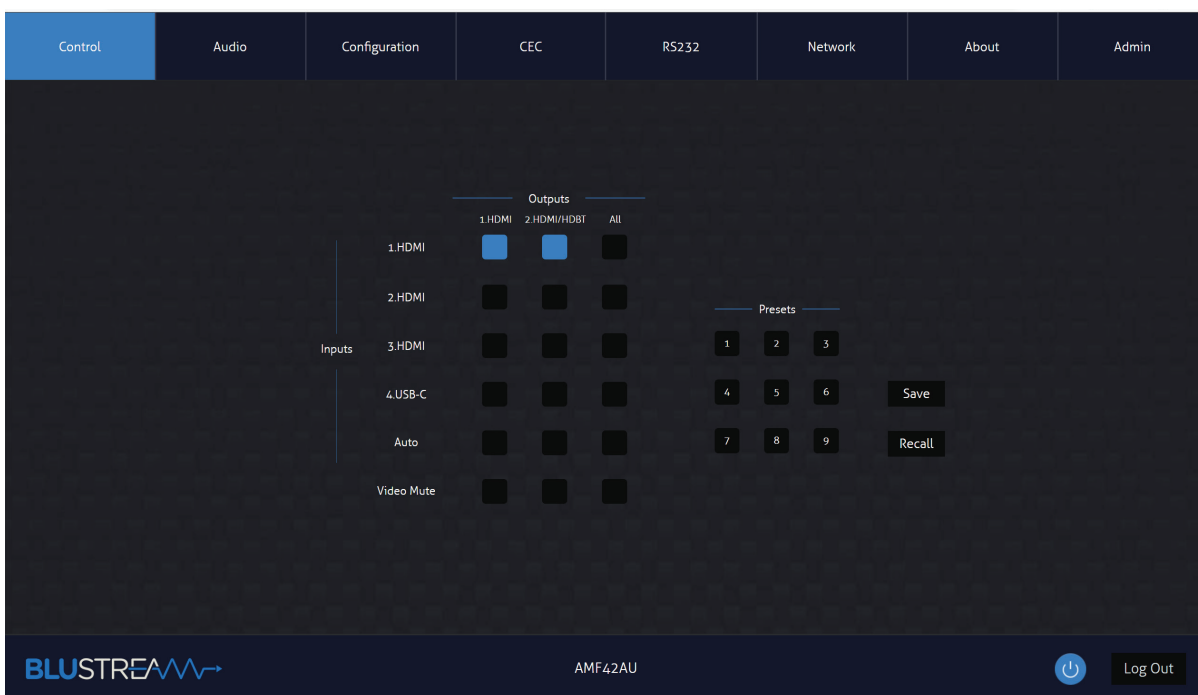 Control Audio Configuration CEC RS232 Network About Admin
Outputs
1.HDMI 2.HDMI/HDBT All
1.HDMI
2.HDMI
Presets
Inputs 3.HDMI 1 2 3
4.USB-C 4 5 6 Save
Auto 7 8 9 Recall
Video Mute
BLUSTREAM AMF42AU Log Out